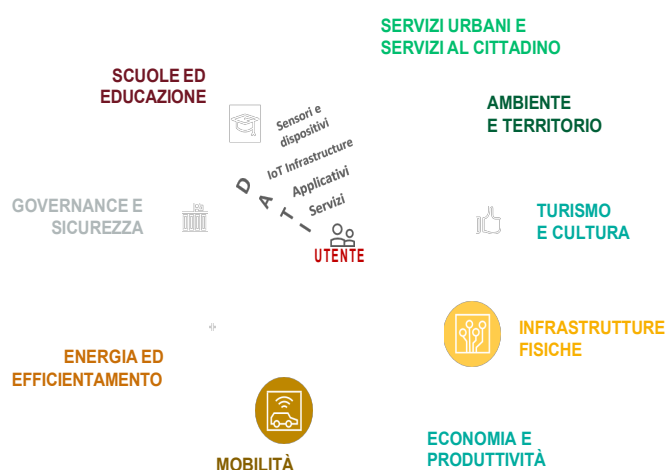 SERVIZI URBANI E
SERVIZI AL CITTADINO
SCUOLE ED
EDUCAZIONE
AMBIENTE
E TERRITORIO
Sensori e
dispositivi
IoT Infrastructure
Applicativi
Servizi
DATI
UTENTE
GOVERNANCE E
SICUREZZA
TURISMO
E CULTURA
INFRASTRUTTURE
FISICHE
ENERGIA ED
EFFICIENTAMENTO
MOBILITÀ
ECONOMIA E
PRODUTTIVITÀ